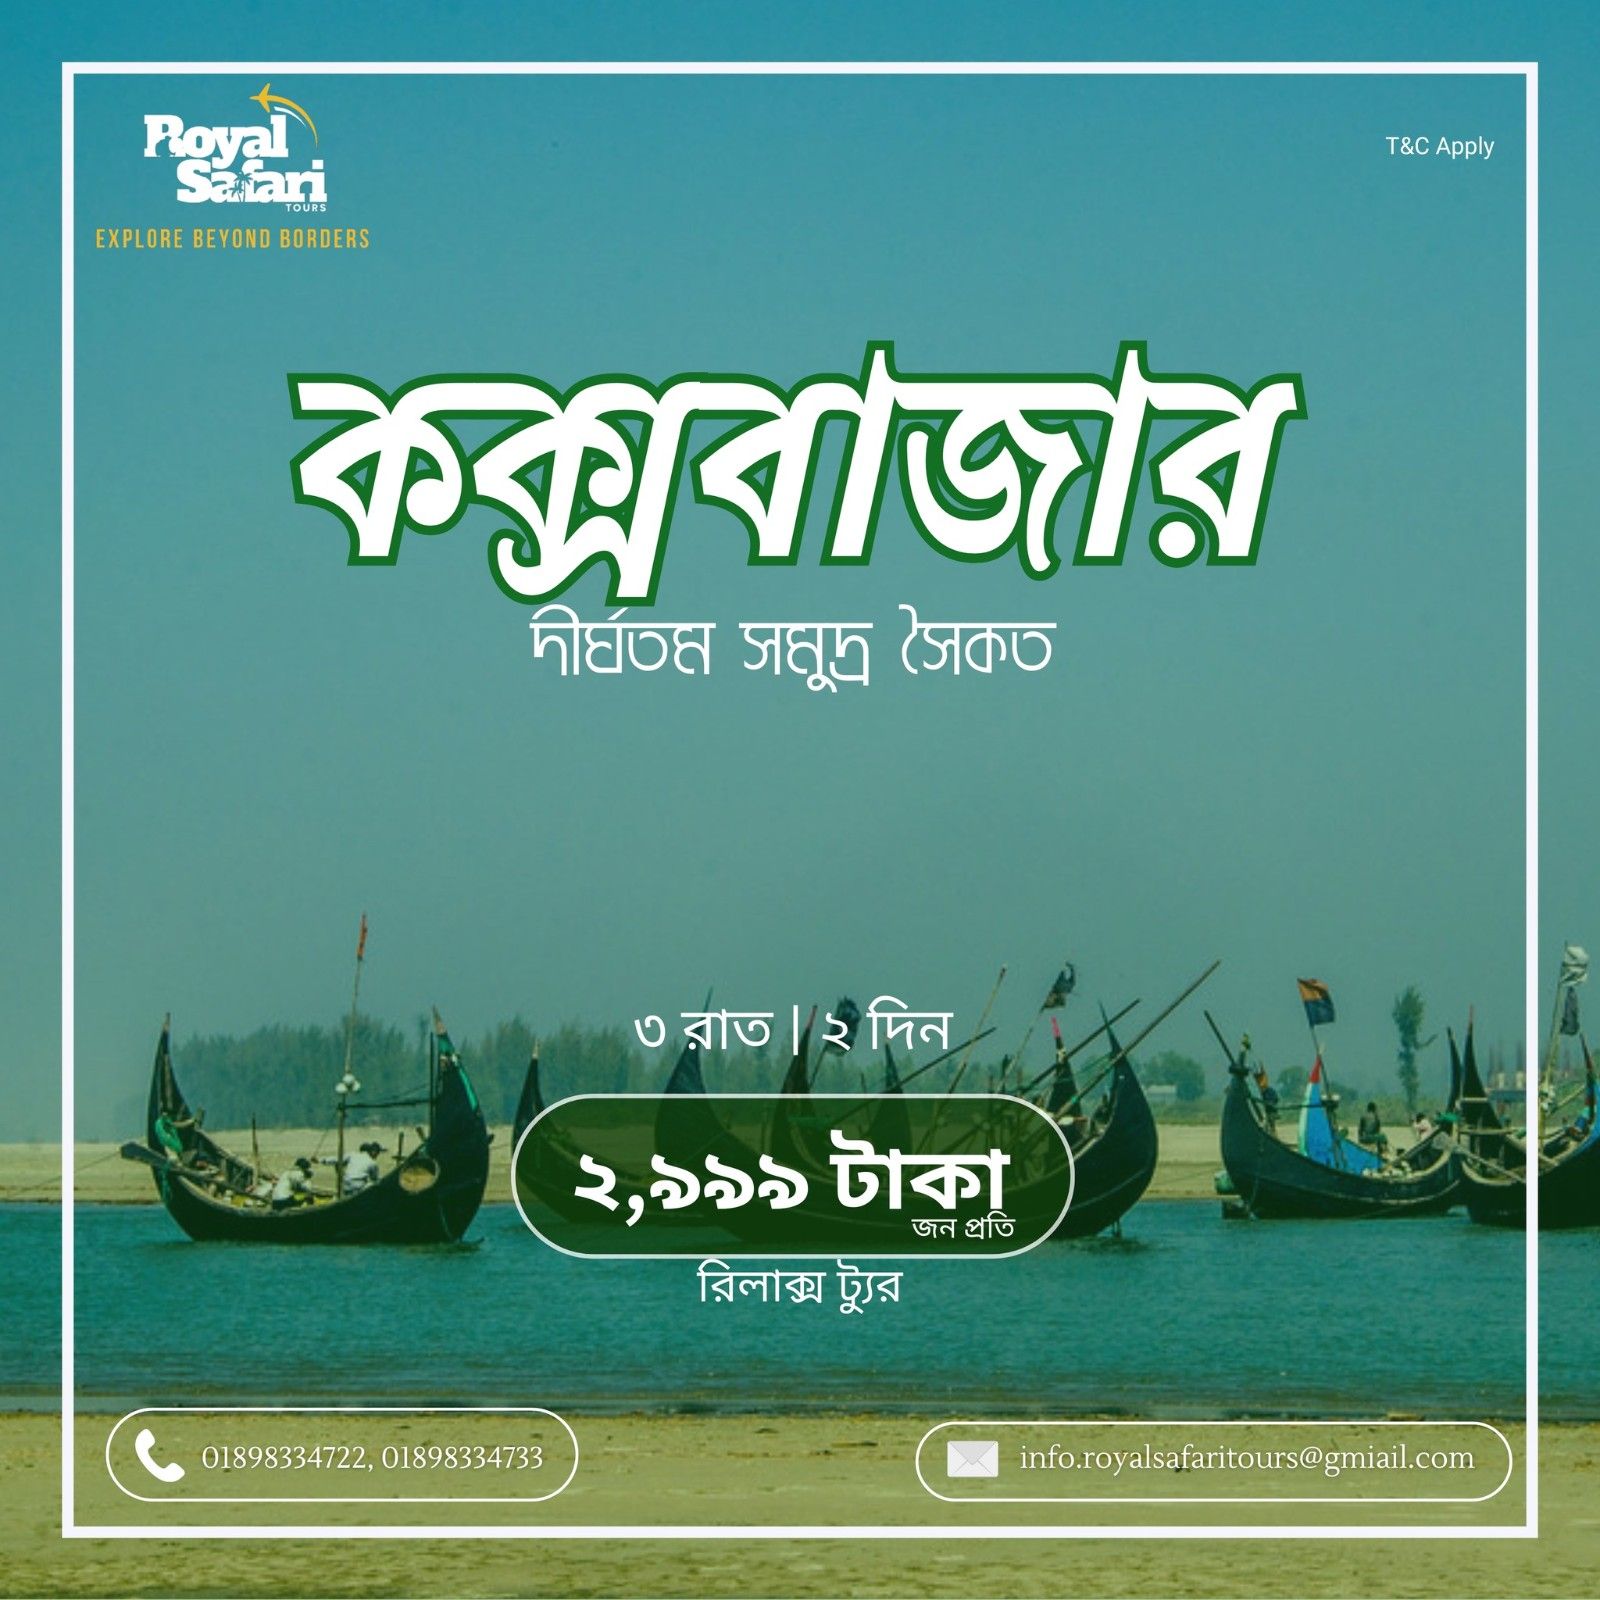 Royal
Safari
TOURS
EXPLORE BEYOND BORDERS
T&C Apply
কক্সবাজার
দীর্ঘতম সমুদ্র সৈকত
৩ রাত | ২ দিন
২,৯৯৯ টাকা
জন প্রতি
রিলাক্স ট্যুর
01898334722, 01898334733
info.royalsafaritours@gmiail.com